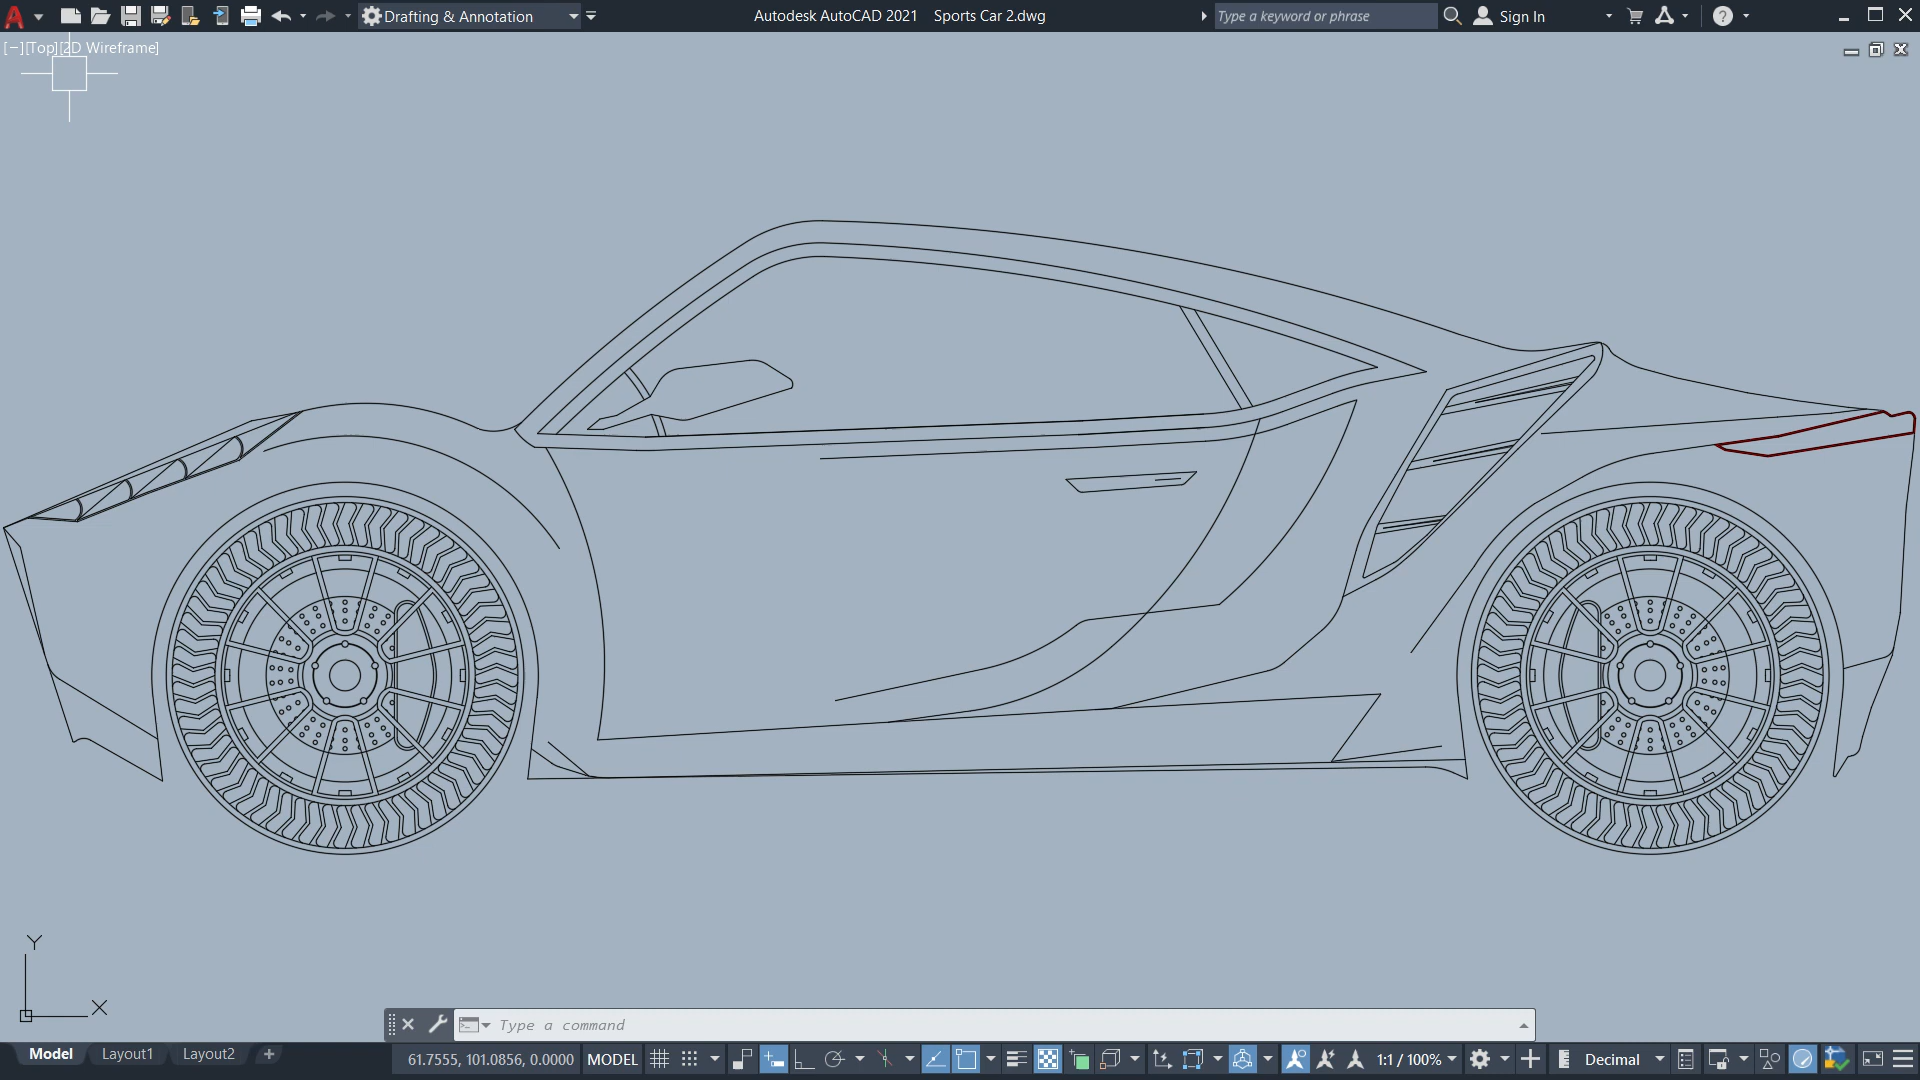 Drafting & Annotation
Autodesk AutoCAD 2021 Sports Car 2.dwg
Type a keyword or phrase
Sign In
[−][Top][2D Wireframe]
Y
X
Type a command
Model Layout1 Layout2
61.7555, 101.0856, 0.0000 MODEL 1:1 / 100% Decimal